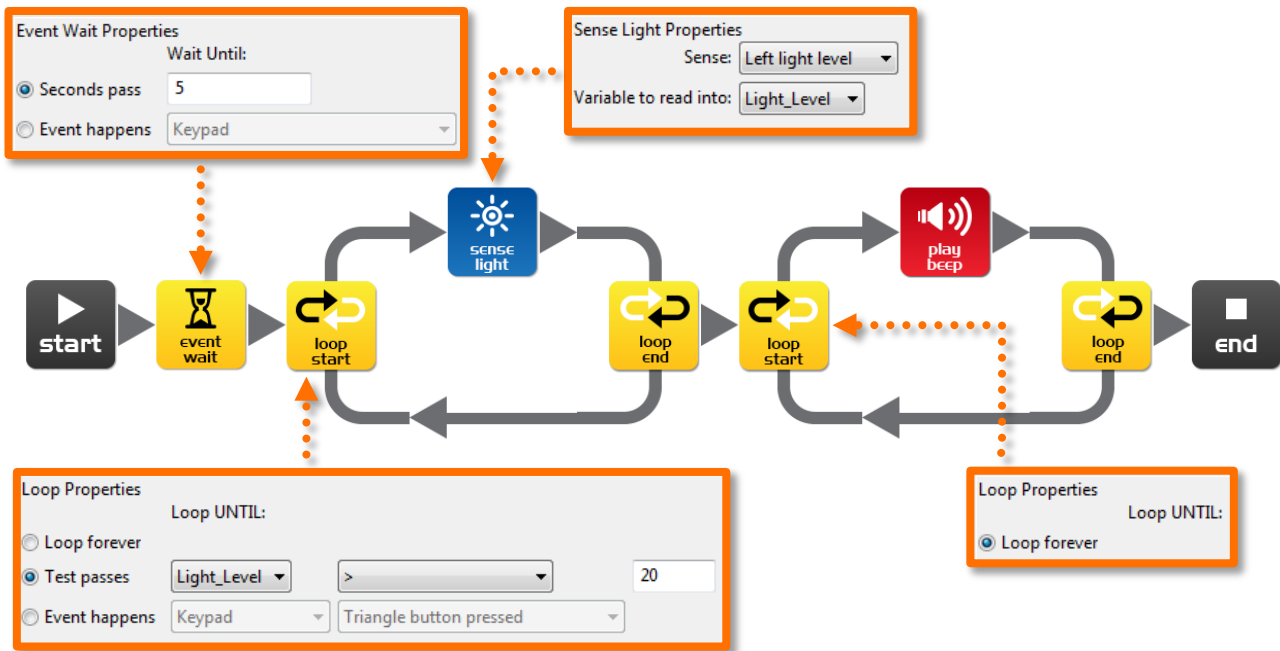 Event Wait Properties
Wait Until:
Seconds pass 5
Event happens Keypad
Sense Light Properties
Sense: Left light level
Variable to read into: Light_Level
sense
light
play
beep
start
event
wait
loop
start
loop
end
loop
start
loop
end
end
Loop Properties
Loop UNTIL:
Loop forever
Test passes Light_Level > 20
Event happens Keypad Triangle button pressed
Loop Properties
Loop UNTIL:
Loop forever